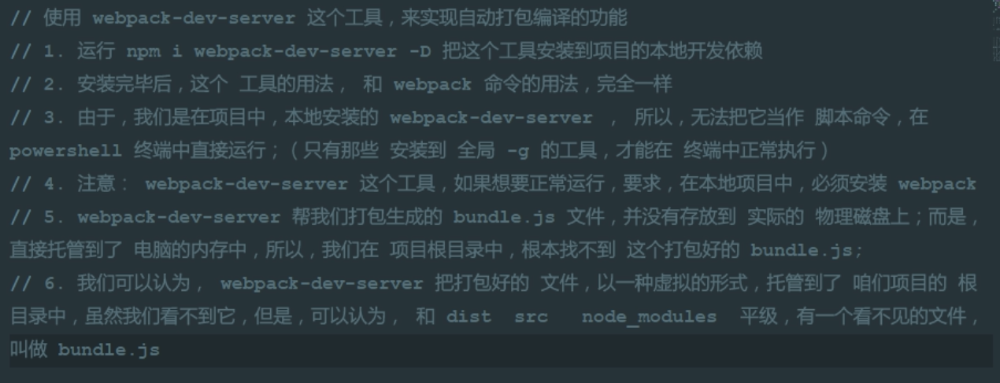 // 使用 webpack-dev-server 这个工具，来实现自动打包编译的功能
// 1. 运行 npm i webpack-dev-server -D 把这个工具安装到项目的本地开发依赖
// 2. 安装完毕后，这个 工具的用法， 和 webpack 命令的用法，完全一样
// 3. 由于，我们是在项目中，本地安装的 webpack-dev-server ， 所以，无法把它当作 脚本命令，在
powershell 终端中直接运行；（只有那些 安装到 全局 -g 的工具，才能在 终端中正常执行）
// 4. 注意： webpack-dev-server 这个工具，如果想要正常运行，要求，在本地项目中，必须安装 webpack
// 5. webpack-dev-server 帮我们打包生成的 bundle.js 文件，并没有存放到 实际的 物理磁盘上；而是，
直接托管到了 电脑的内存中，所以，我们在 项目根目录中，根本找不到 这个打包好的 bundle.js;
// 6. 我们可以认为， webpack-dev-server 把打包好的 文件，以一种虚拟的形式，托管到了 咱们项目的 根
目录中，虽然我们看不到它，但是，可以认为， 和 dist src node_modules 平级，有一个看不见的文件，
叫做 bundle.js